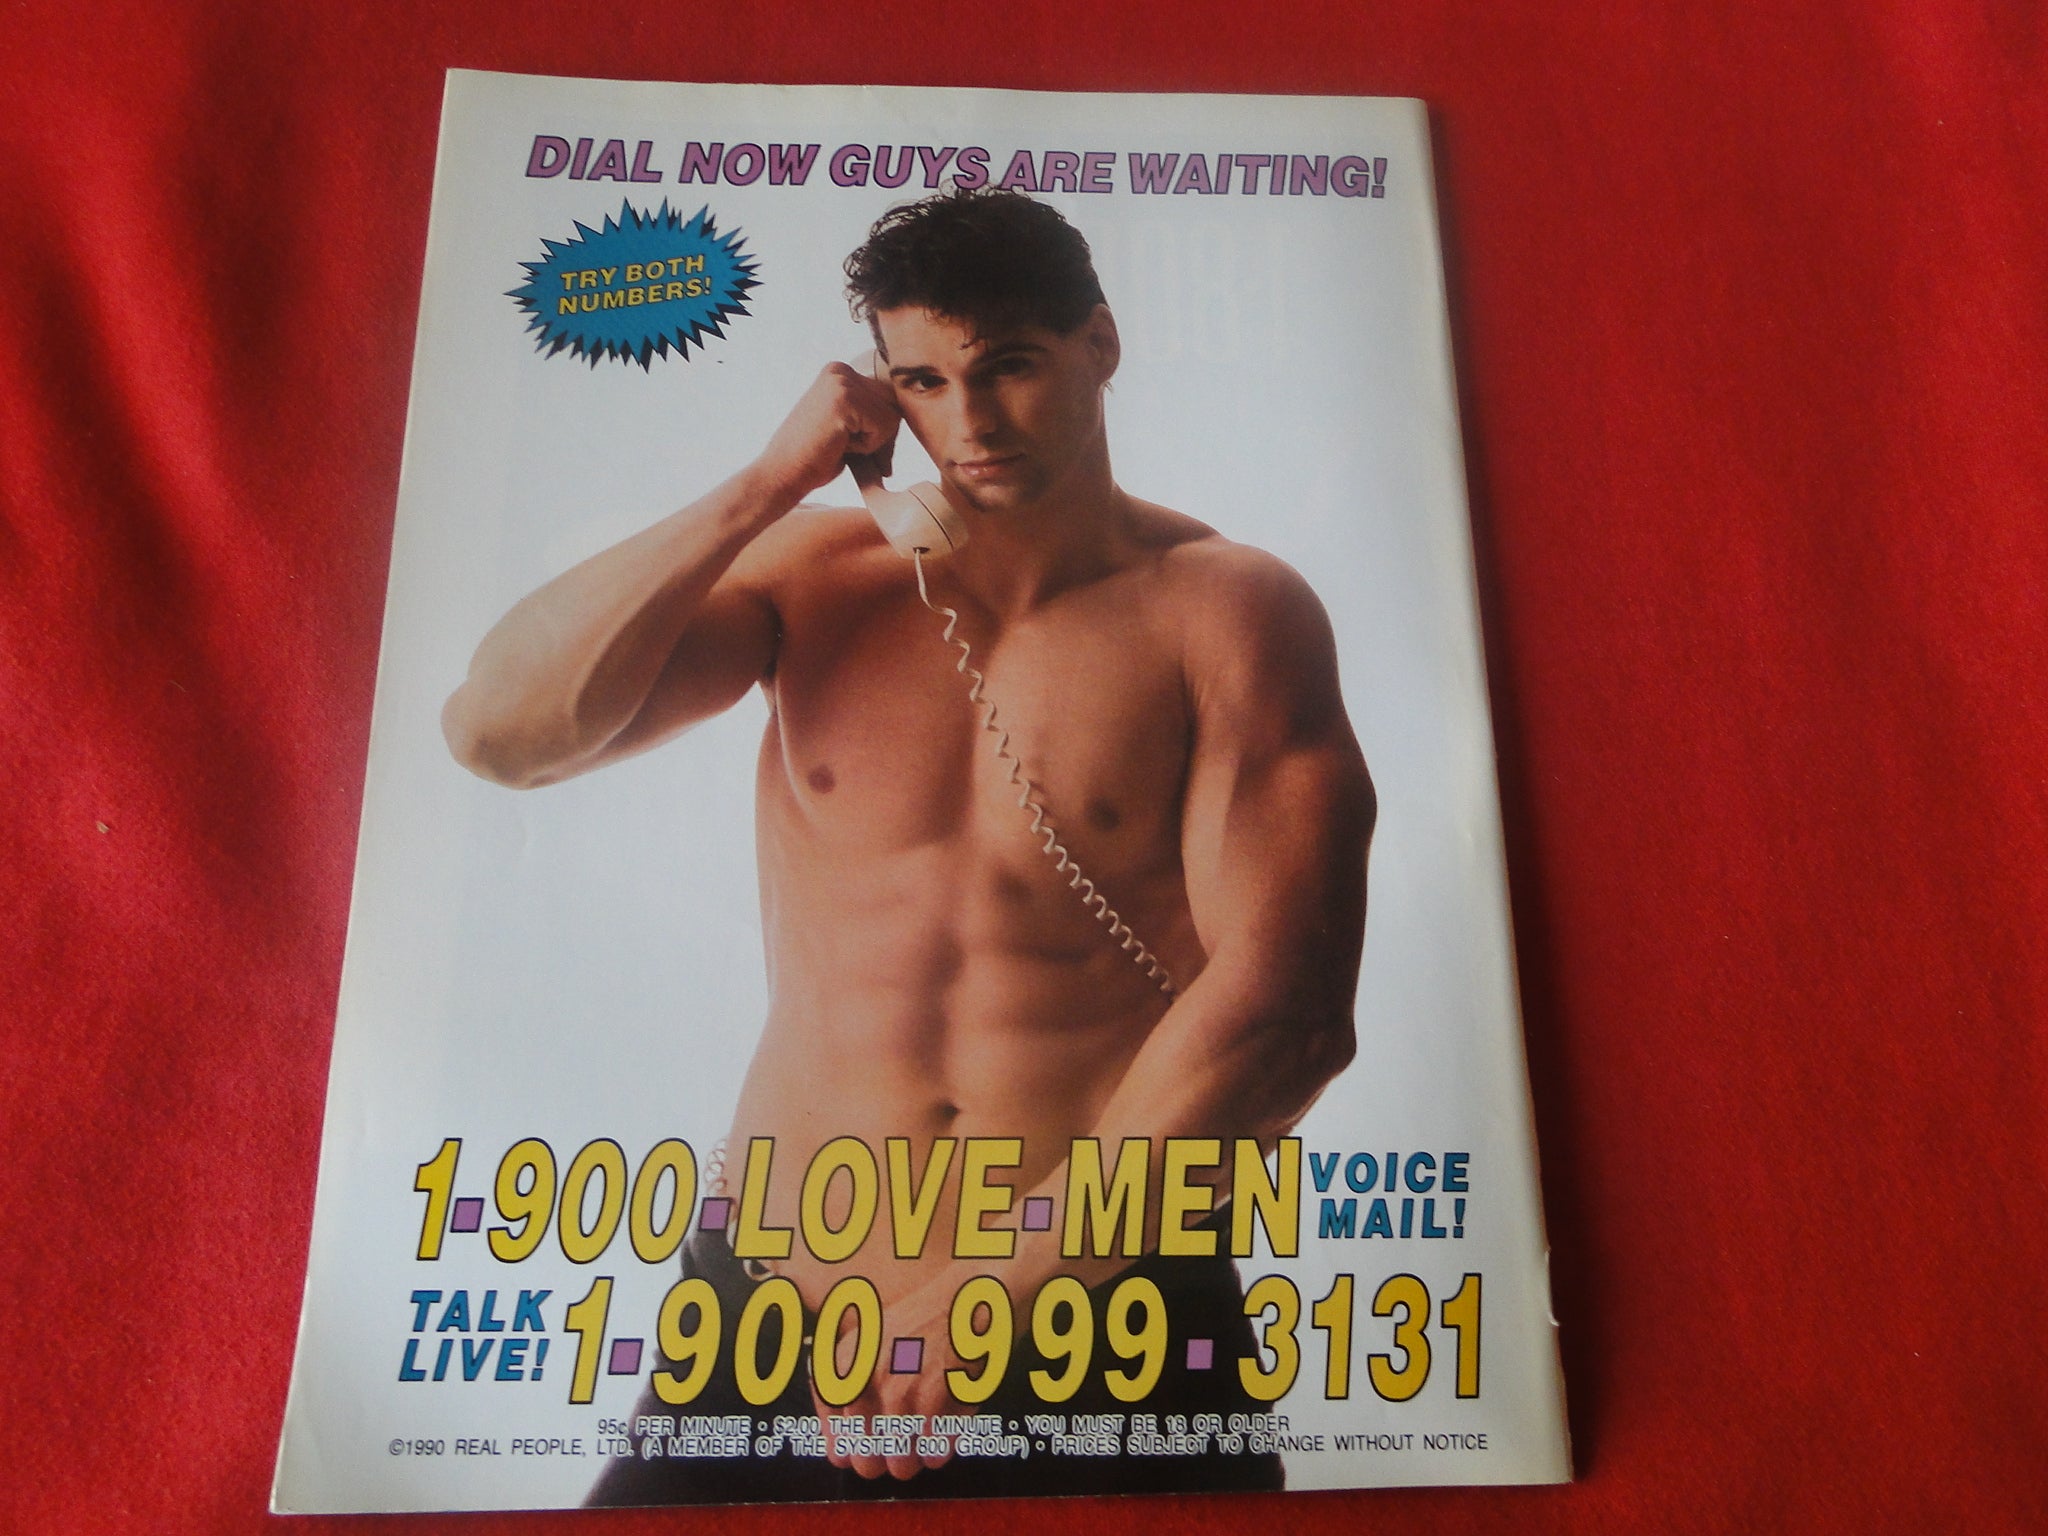 DIAL NOW GUYS ARE WAITING!
TRY BOTH
NUMBERS!
1-900-LOVE-MEN
VOICE
MAIL!
TALK
LIVE!
1-900-999-3131
95¢ PER MINUTE • $2.00 THE FIRST MINUTE • YOU MUST BE 18 OR OLDER
©1990 REAL PEOPLE, LTD. (A MEMBER OF THE SYSTEM 800 GROUP) • PRICES SUBJECT TO CHANGE WITHOUT NOTICE